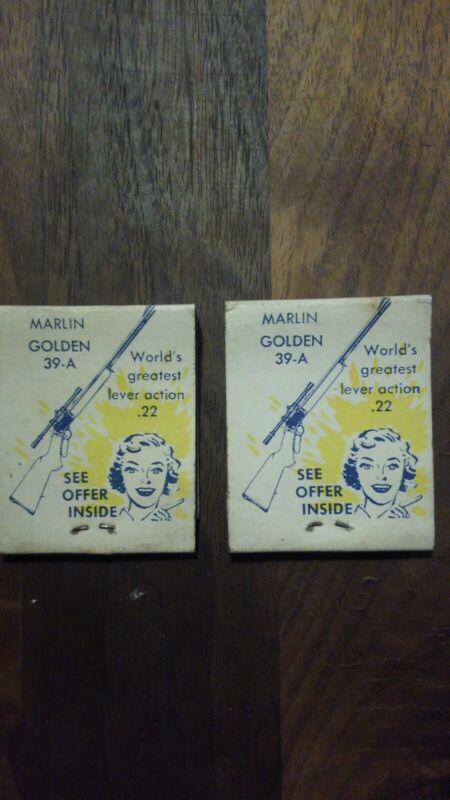 MARLIN
GOLDEN
39-A
World's
greatest
lever action
.22
SEE
OFFER
INSIDE
MARLIN
GOLDEN
39-A
World's
greatest
lever action
.22
SEE
OFFER
INSIDE